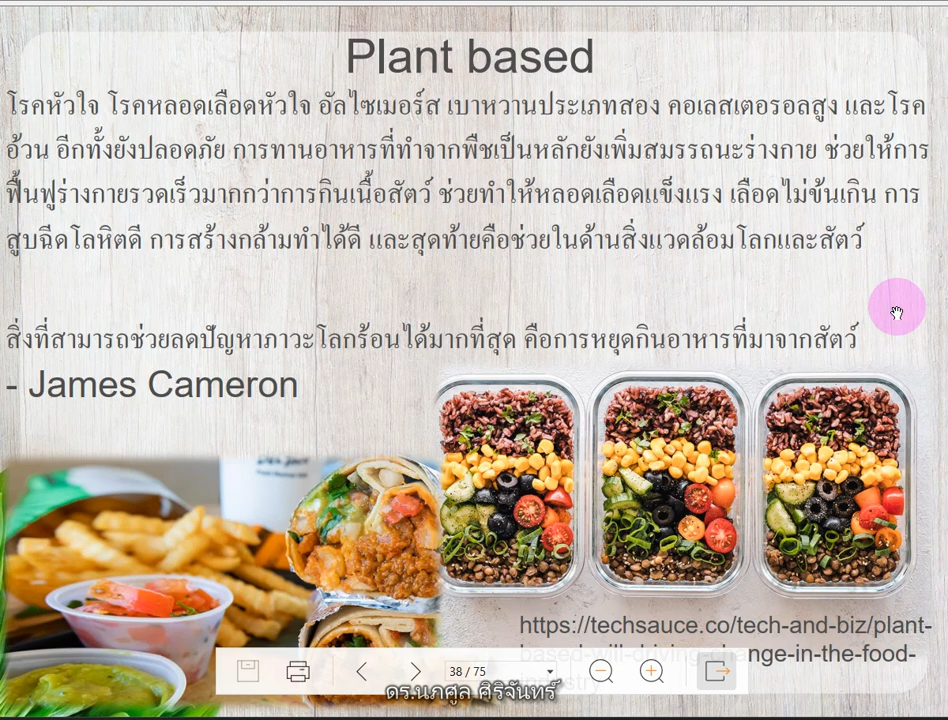 Plant based
โรคหัวใจ โรคหลอดเลือดหัวใจ อัลไซเมอร์ส เบาหวานประเภทสอง คอเลสเตอรอลสูง และโรค
อ้วน อีกทั้งยังปลอดภัย การทานอาหารที่ทำจากพืชเป็นหลักยังเพิ่มสมรรถนะร่างกาย ช่วยให้การ
ฟื้นฟูร่างกายรวดเร็วมากกว่าการกินเนื้อสัตว์ ช่วยทำให้หลอดเลือดแข็งแรง เลือดไม่ข้นเกิน การ
สูบฉีดโลหิตดี การสร้างกล้ามทำได้ดี และสุดท้ายคือช่วยในด้านสิ่งแวดล้อมโลกและสัตว์
สิ่งที่สามารถช่วยลดปัญหาภาวะโลกร้อนได้มากที่สุด คือการหยุดกินอาหารที่มาจากสัตว์
- James Cameron
https://techsauce.co/tech-and-biz/plant-
based-will-driving-change-in-the-food-
industry
38 / 75
ดร.นภศูล ศิริจันทร์